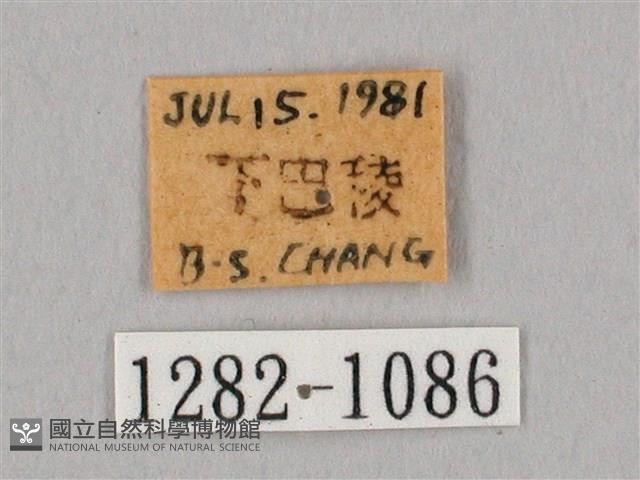 JUL 15. 1981
下巴陵
B-S. CHANG
1282-1086
國立自然科學博物館
NATIONAL MUSEUM OF NATURAL SCIENCE